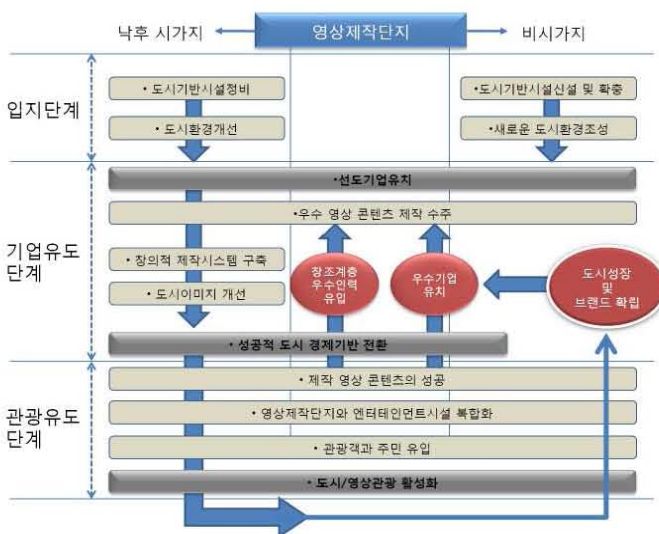 낙후 시가지
영상제작단지
비시가지
입지단계
• 도시기반시설정비
• 도시기반시설신설 및 확충
• 도시환경개선
• 새로운 도시환경조성
기업유도
단계
• 선도기업유치
• 우수 영상 콘텐츠 제작 수주
• 창의적 제작시스템 구축
• 도시이미지 개선
창조계층
우수인력
유입
우수기업
유치
도시성장
및
브랜드 확립
• 성공적 도시 경제기반 전환
관광유도
단계
• 제작 영상 콘텐츠의 성공
• 영상제작단지와 엔터테인먼트시설 복합화
• 관광객과 주민 유입
• 도시/영상관광 활성화